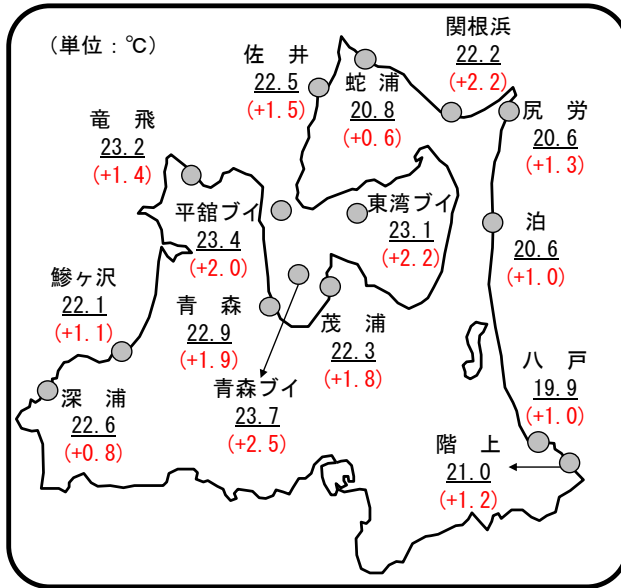 (単位：℃)
関根浜
22.2
(+2.2)
佐 井
22.5
(+1.5)
蛇 浦
20.8
(+0.6)
尻 労
20.6
(+1.3)
竜 飛
23.2
(+1.4)
平舘ブイ
23.4
(+2.0)
東湾ブイ
23.1
(+2.2)
泊
20.6
(+1.0)
鰺ヶ沢
22.1
(+1.1)
青 森
22.9
(+1.9)
茂 浦
22.3
(+1.8)
青森ブイ
23.7
(+2.5)
深 浦
22.6
(+0.8)
八 戸
19.9
(+1.0)
階 上
21.0
(+1.2)